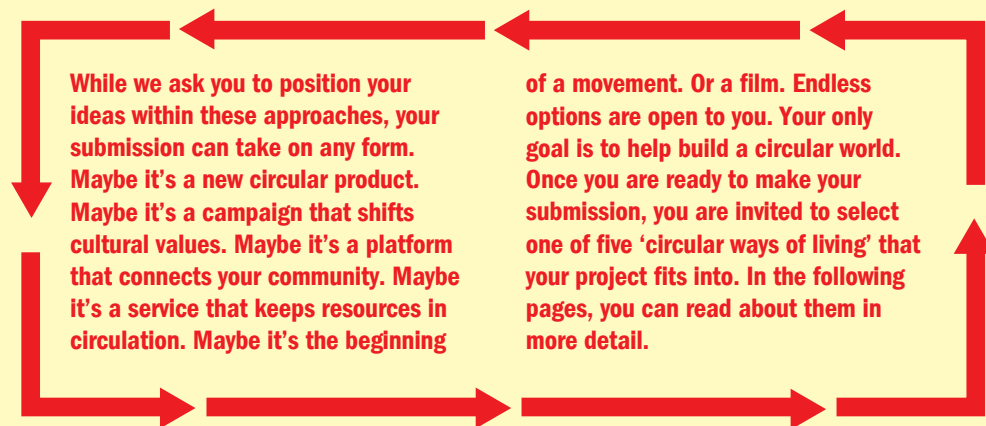 While we ask you to position your
ideas within these approaches, your
submission can take on any form.
Maybe it’s a new circular product.
Maybe it’s a campaign that shifts
cultural values. Maybe it’s a platform
that connects your community. Maybe
it’s a service that keeps resources in
circulation. Maybe it’s the beginning
of a movement. Or a film. Endless
options are open to you. Your only
goal is to help build a circular world.
Once you are ready to make your
submission, you are invited to select
one of five ‘circular ways of living’ that
your project fits into. In the following
pages, you can read about them in
more detail.